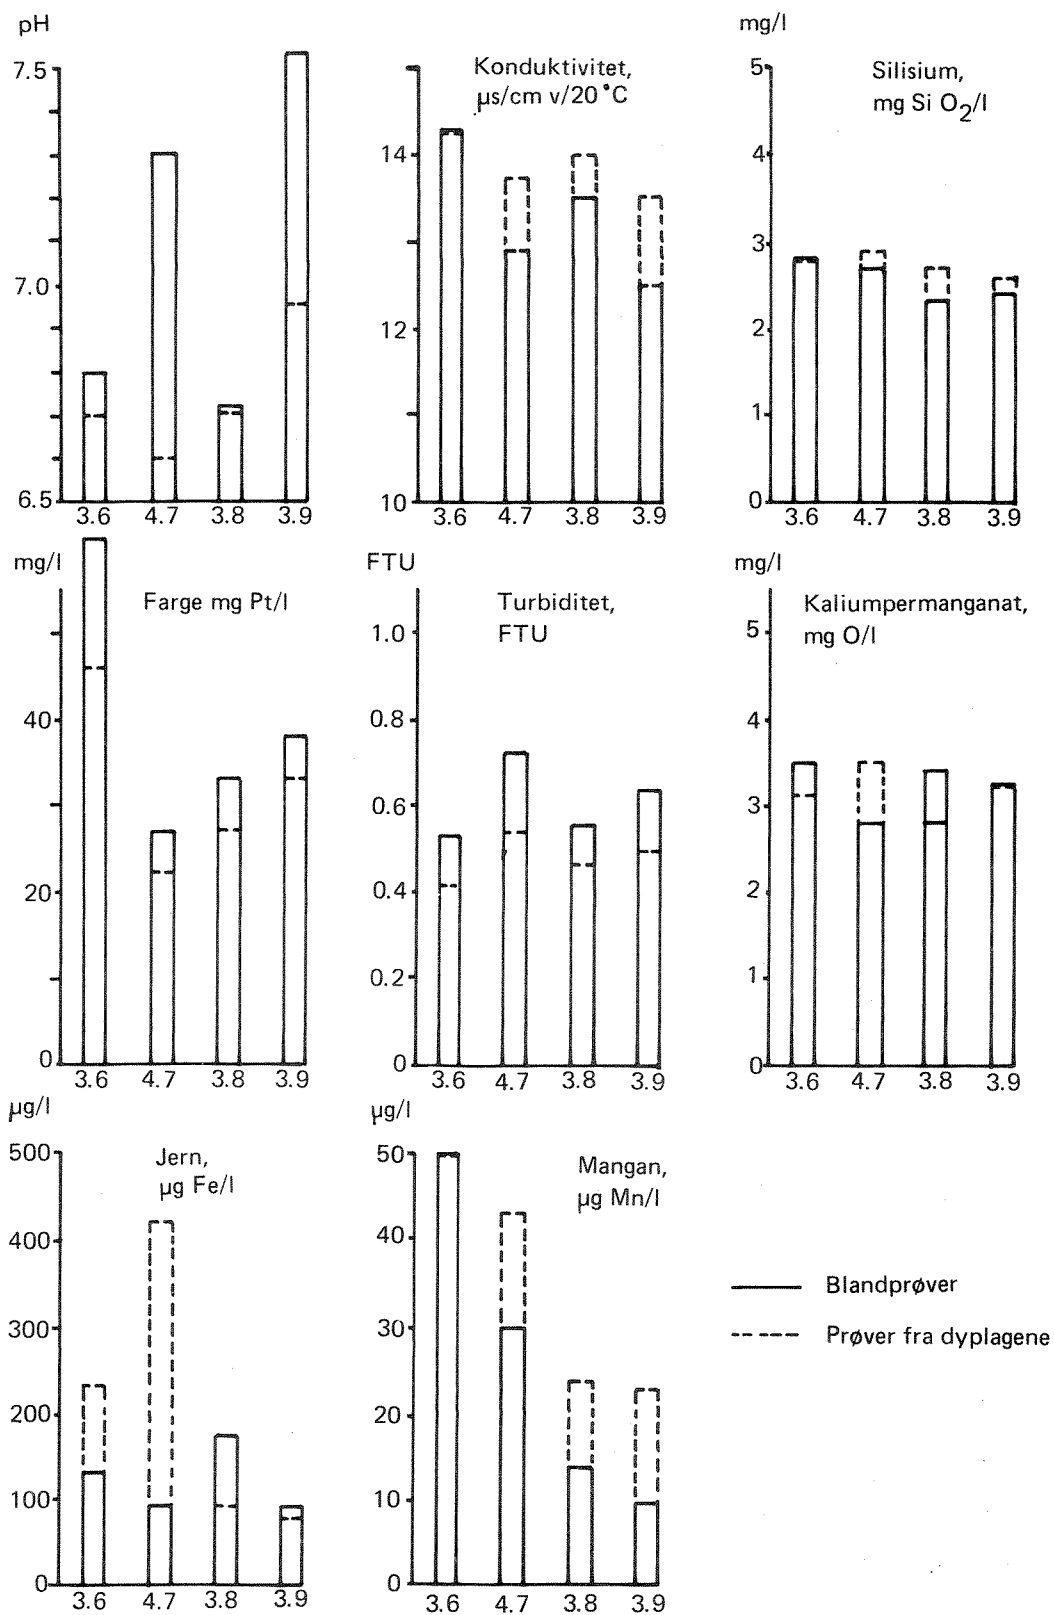 pH
7.5
7.0
6.5
3.6 4.7 3.8 3.9
Konduktivitet,
µs/cm v/20 °C
14
12
10
3.6 4.7 3.8 3.9
mg/l
Silisium,
mg Si O2/l
5
4
3
2
1
0
3.6 4.7 3.8 3.9
mg/l
Farge mg Pt/l
40
20
0
3.6 4.7 3.8 3.9
FTU
Turbiditet,
FTU
1.0
0.8
0.6
0.4
0.2
0
3.6 4.7 3.8 3.9
mg/l
Kaliumpermanganat,
mg O/l
5
4
3
2
1
0
3.6 4.7 3.8 3.9
µg/l
Jern,
µg Fe/l
500
400
300
200
100
0
3.6 4.7 3.8 3.9
µg/l
Mangan,
µg Mn/l
50
40
30
20
10
0
3.6 4.7 3.8 3.9
Blandprøver
Prøver fra dyplagene